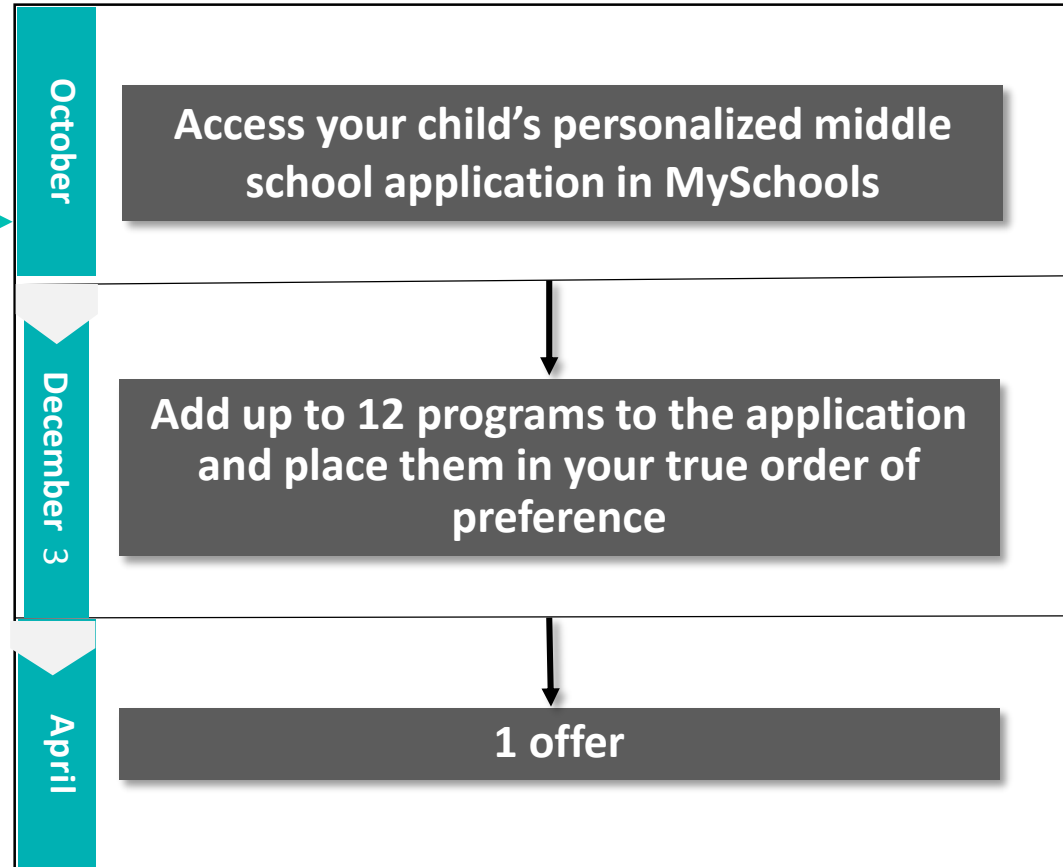 October
Access your child’s personalized middle
school application in MySchools
December 3
Add up to 12 programs to the application
and place them in your true order of
preference
April
1 offer